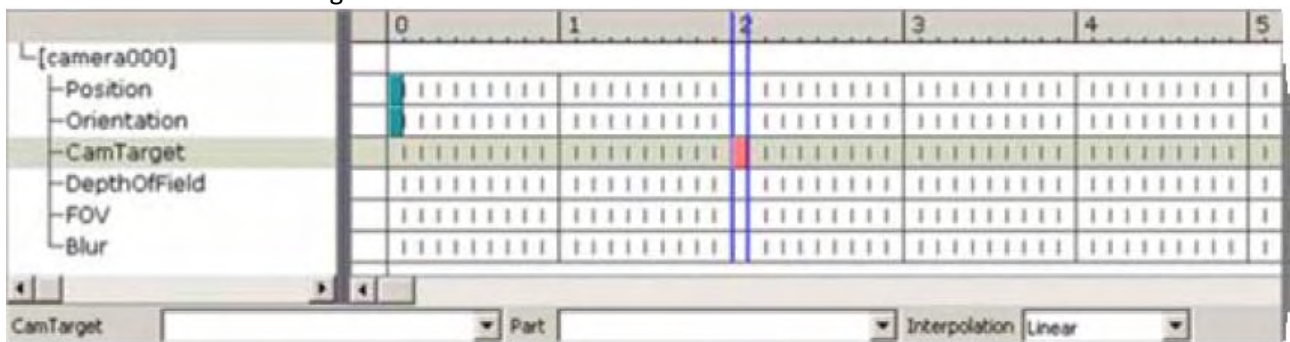 0 1 2 3 4 5
[camera000]
Position
Orientation
CamTarget
DepthOfField
FOV
Blur
CamTarget Part Interpolation Linear